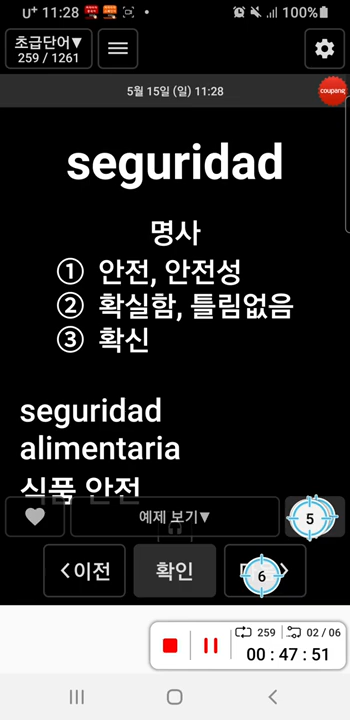 U+ 11:28 100%
초급단어▼
259 / 1261
5월 15일 (일) 11:28
coupang
seguridad
명사
① 안전, 안전성
② 확실함, 틀림없음
③ 확신
seguridad
alimentaria
식품 안전
예제 보기▼
5
<이전
확인
6
>
259 02 / 06
00 : 47 : 51